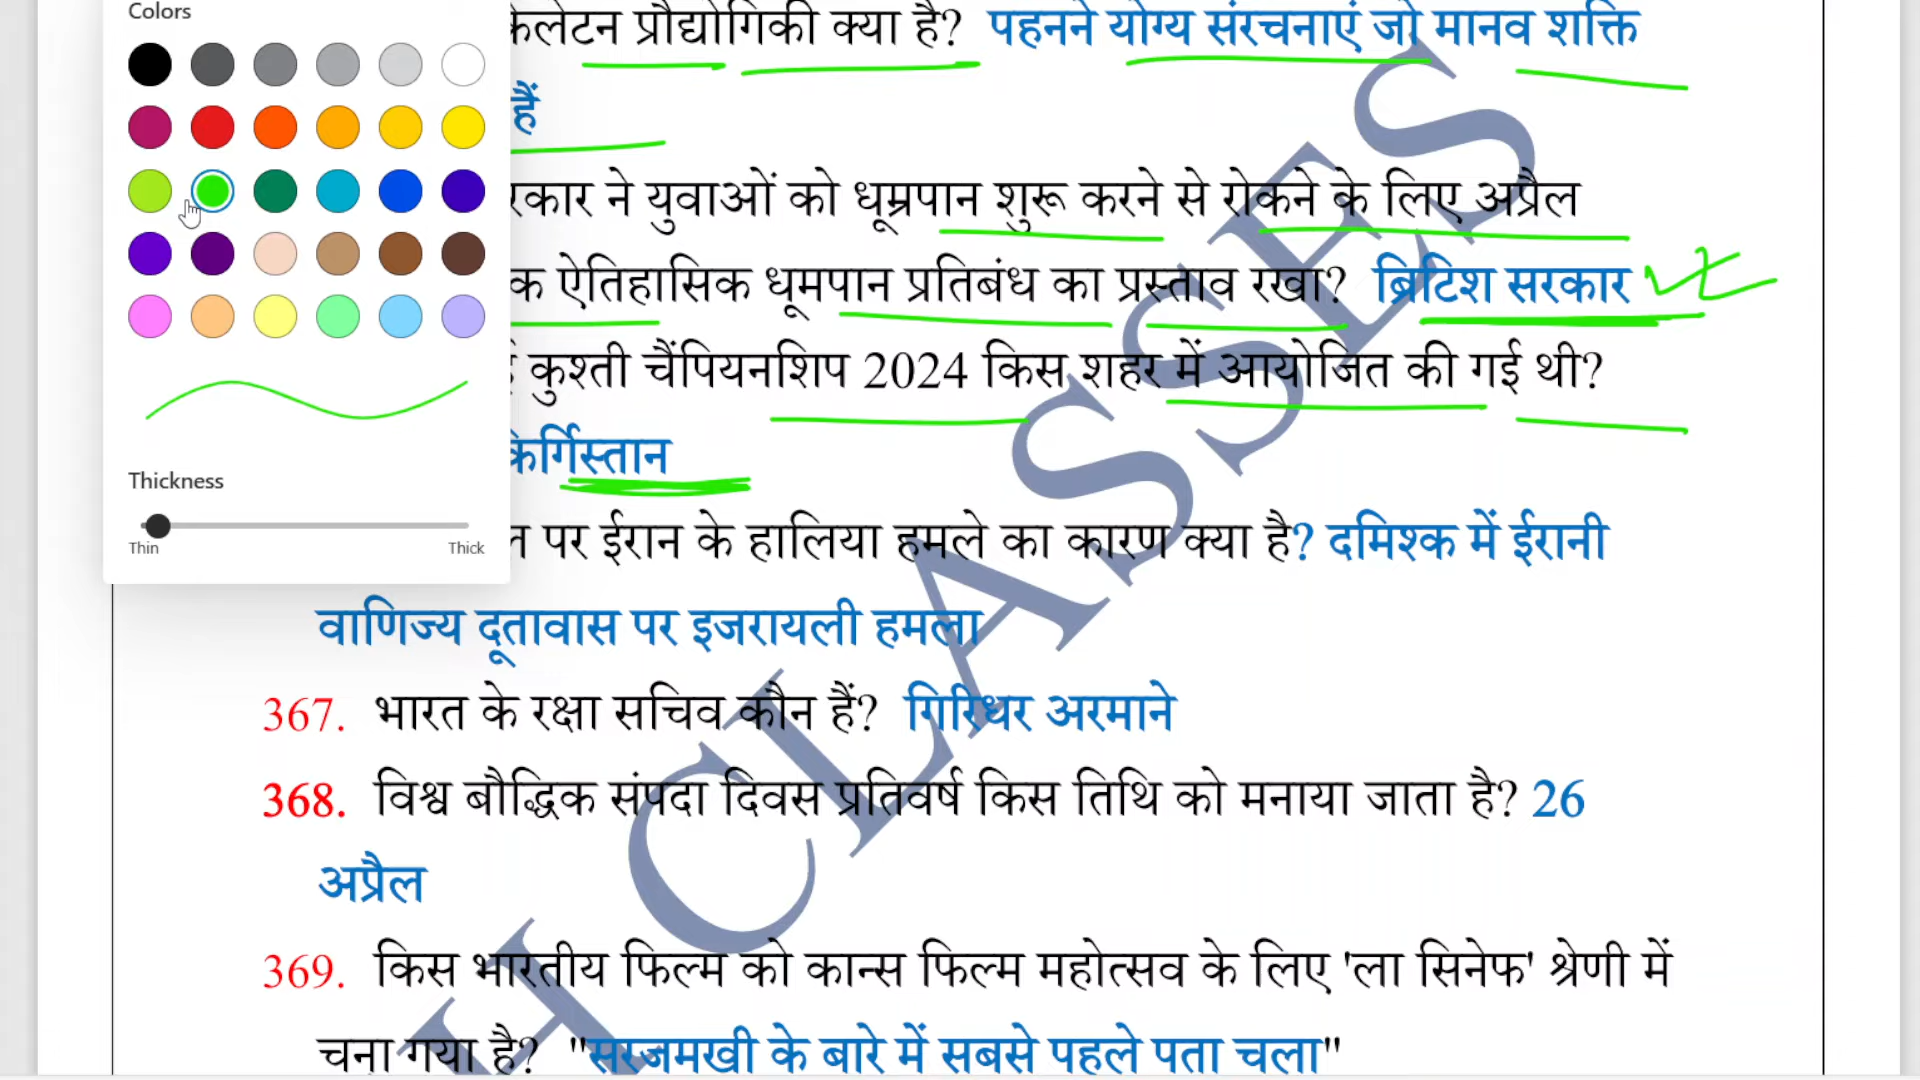 Colors
प्रौद्योगिकी क्या है? पहनने योग्य संरचनाएं जो मानव शक्ति
हैं
ने युवाओं को धूम्रपान शुरू करने से रोकने के लिए अप्रैल
ऐतिहासिक धूमपान प्रतिबंध का प्रस्ताव रखा? ब्रिटिश सरकार
कुश्ती चैंपियनशिप 2024 किस शहर में आयोजित की गई थी?
Thickness
Thin Thick
पर ईरान के हालिया हमले का कारण क्या है? दमिश्क में ईरानी
वाणिज्य दूतावास पर इजरायली हमला
367. भारत के रक्षा सचिव कौन हैं? गिरिधर अरमाने
368. विश्व बौद्धिक संपदा दिवस प्रतिवर्ष किस तिथि को मनाया जाता है? 26
अप्रैल
369. किस भारतीय फिल्म को कान्स फिल्म महोत्सव के लिए 'ला सिनेफ' श्रेणी में
गया है? "सूरजमुखी के बारे में सबसे पहले पता चला"
H CLASSES